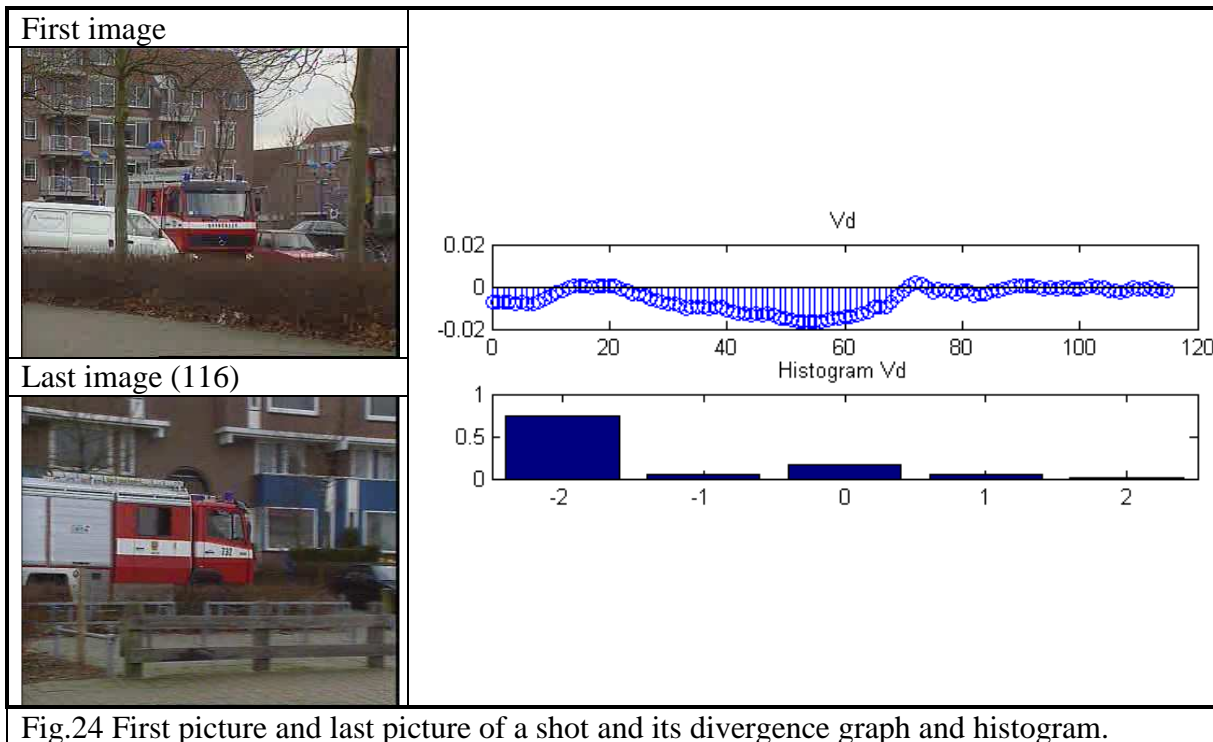 First image
Last image (116)
Vd
0.02
0
-0.02
0 20 40 60 80 100 120
Histogram Vd
1
0.5
0
-2 -1 0 1 2
732
Fig.24 First picture and last picture of a shot and its divergence graph and histogram.